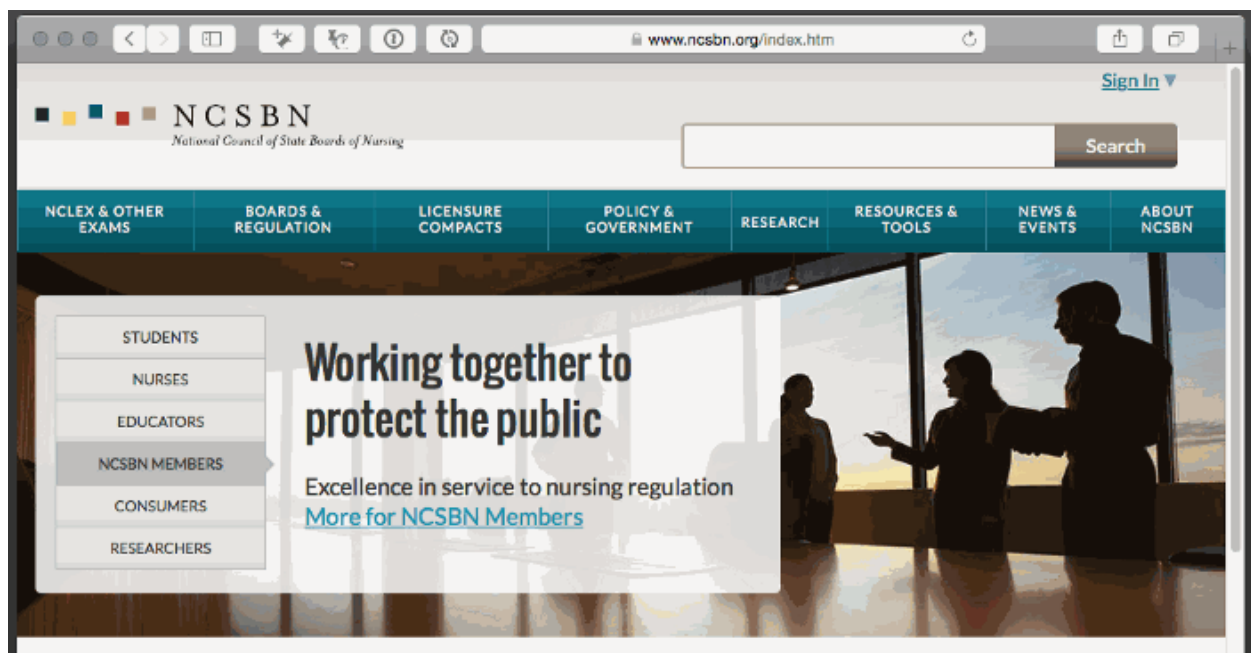 www.ncsbn.org/index.htm
Sign In ▼
NCSBN
National Council of State Boards of Nursing
Search
NCLEX & OTHER
EXAMS
BOARDS &
REGULATION
LICENSURE
COMPACTS
POLICY &
GOVERNMENT
RESEARCH
RESOURCES &
TOOLS
NEWS &
EVENTS
ABOUT
NCSBN
STUDENTS
NURSES
EDUCATORS
NCSBN MEMBERS
CONSUMERS
RESEARCHERS
Working together to
protect the public
Excellence in service to nursing regulation
More for NCSBN Members